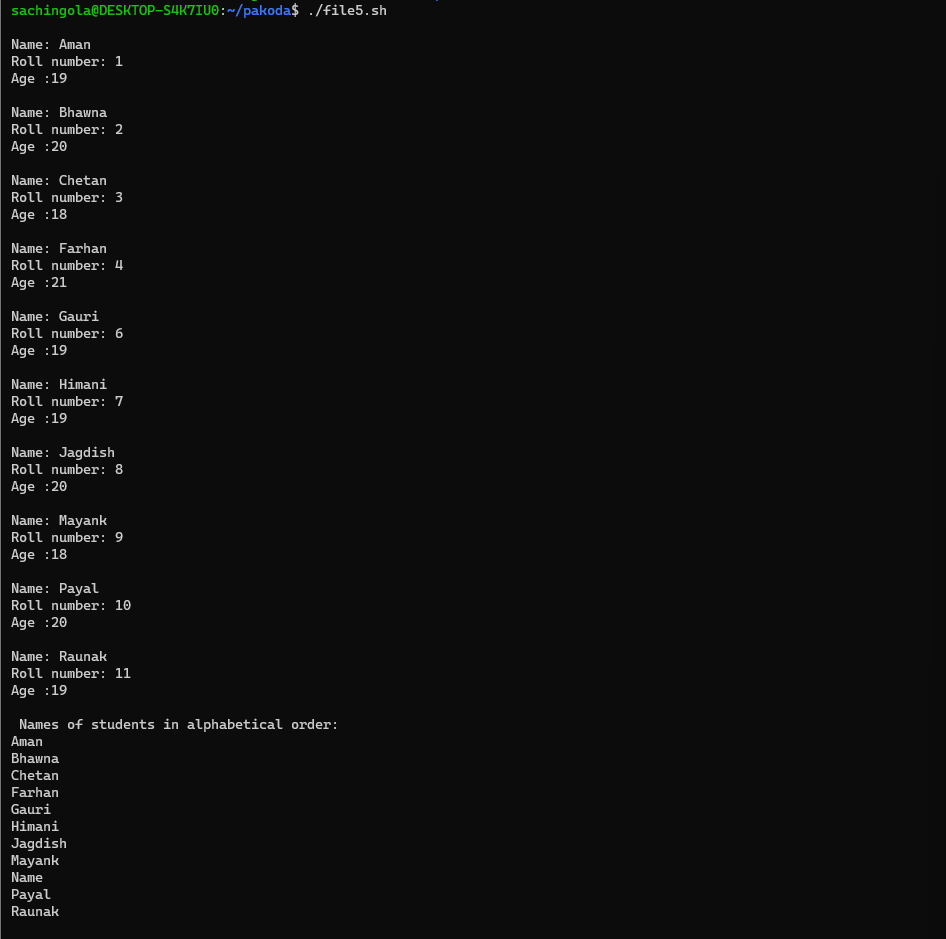 sachingola@DESKTOP-S4K7IU0:~/pakoda$ ./file5.sh
Name: Aman
Roll number: 1
Age :19
Name: Bhawna
Roll number: 2
Age :20
Name: Chetan
Roll number: 3
Age :18
Name: Farhan
Roll number: 4
Age :21
Name: Gauri
Roll number: 6
Age :19
Name: Himani
Roll number: 7
Age :19
Name: Jagdish
Roll number: 8
Age :20
Name: Mayank
Roll number: 9
Age :18
Name: Payal
Roll number: 10
Age :20
Name: Raunak
Roll number: 11
Age :19
Names of students in alphabetical order:
Aman
Bhawna
Chetan
Farhan
Gauri
Himani
Jagdish
Mayank
Name
Payal
Raunak